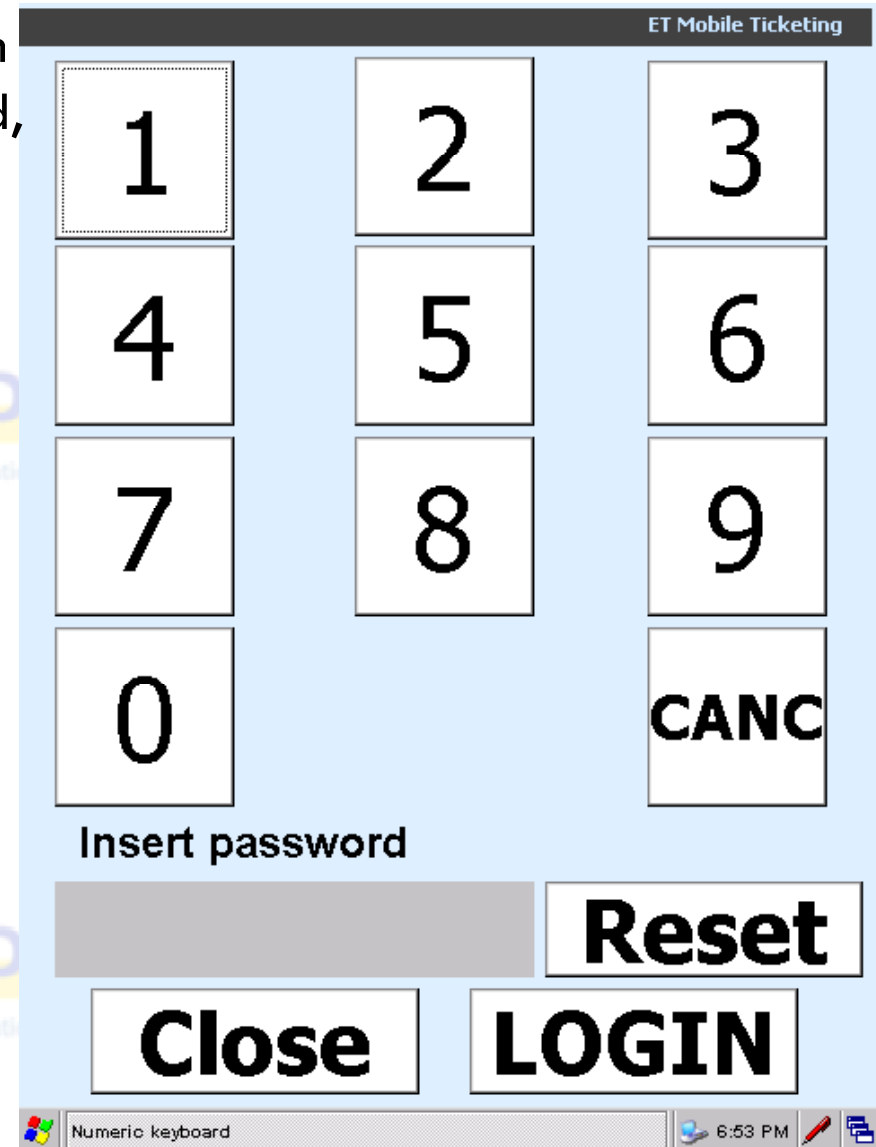 ET Mobile Ticketing
1 2 3
4 5 6
7 8 9
0 CANC
Insert password
Reset
Close LOGIN
Numeric keyboard 6:53 PM